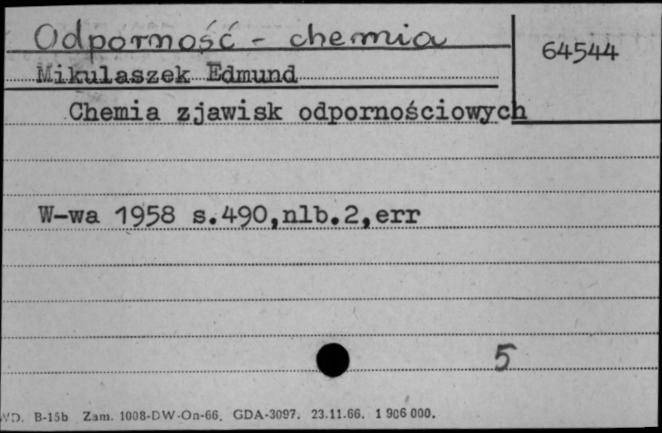 Odporność - chemia
64544
Mikulaszek Edmund
Chemia zjawisk odpornościowych
W-wa 1958 s.490,nlb.2,err
5
WD. B-15b Zam. 1008-DW-On-66. GDA-3097. 23.11.66. 1 906 000.